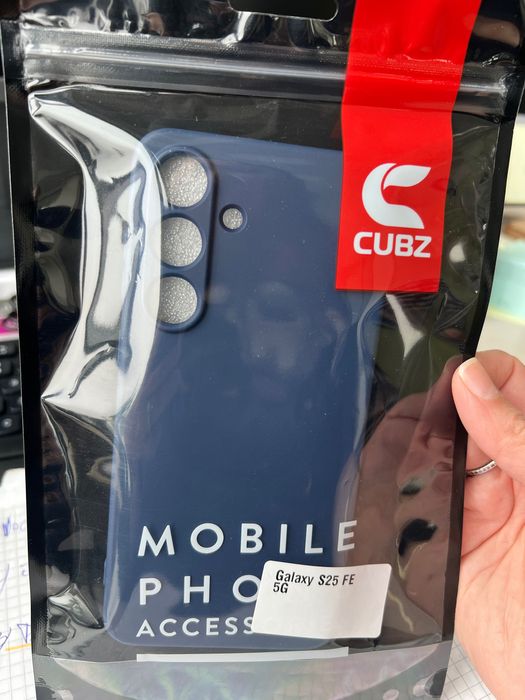 CUBZ
MOBILE
PHO
ACCESS
Galaxy S25 FE
5G